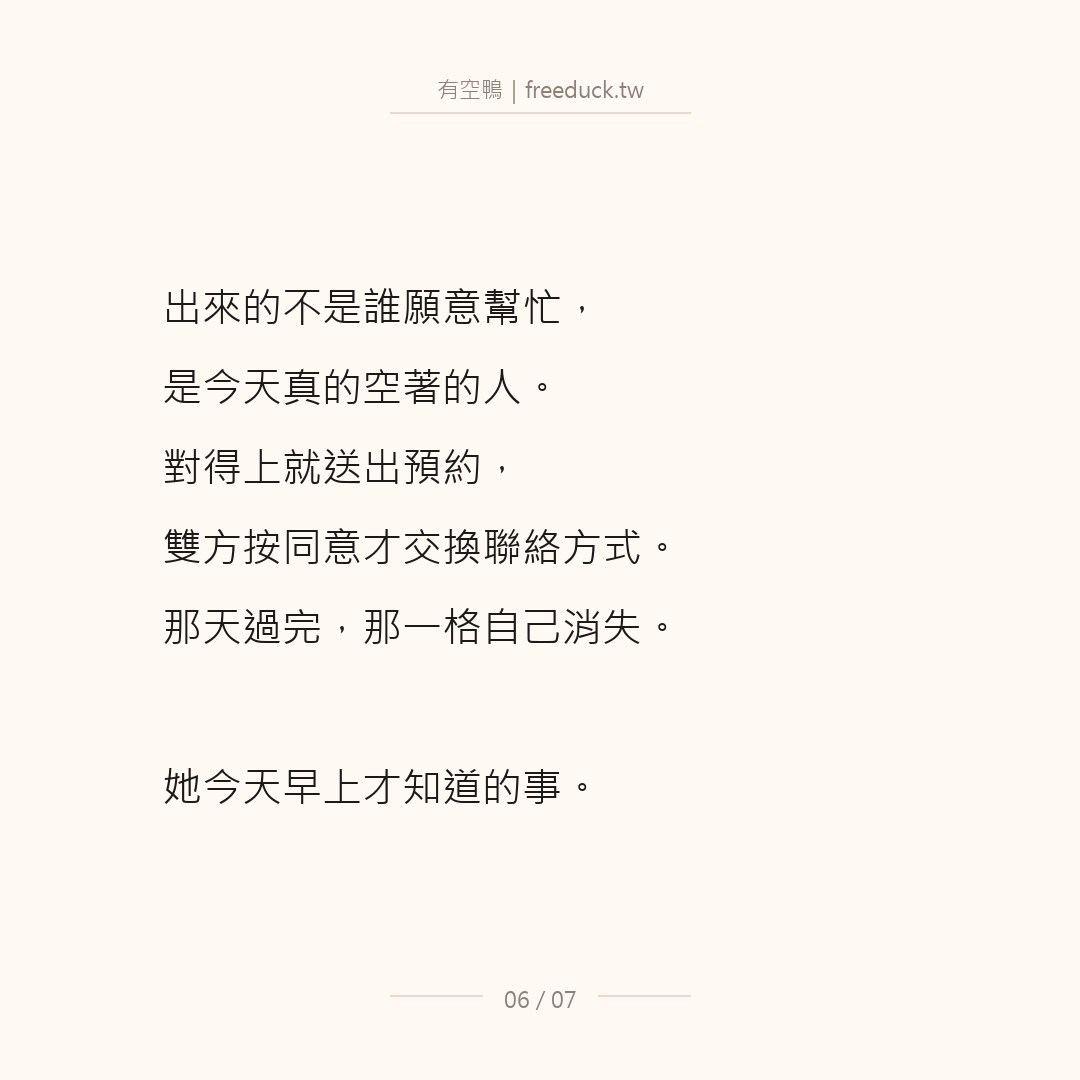 有空鴨 | freeduck.tw
出來的不是誰願意幫忙，
是今天真的空著的人。
對得上就送出預約，
雙方按同意才交換聯絡方式。
那天過完，那一格自己消失。
她今天早上才知道的事。
06 / 07